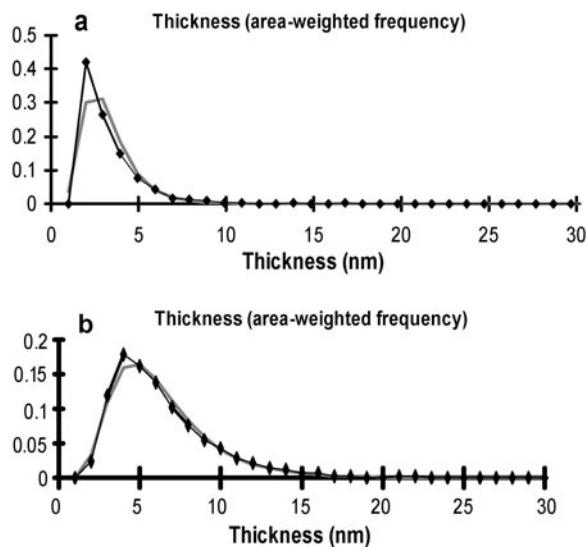 a Thickness (area-weighted frequency)
0.5
0.4
0.3
0.2
0.1
0
0 5 10 15 20 25 30
Thickness (nm)
b Thickness (area-weighted frequency)
0.2
0.15
0.1
0.05
0
0 5 10 15 20 25 30
Thickness (nm)